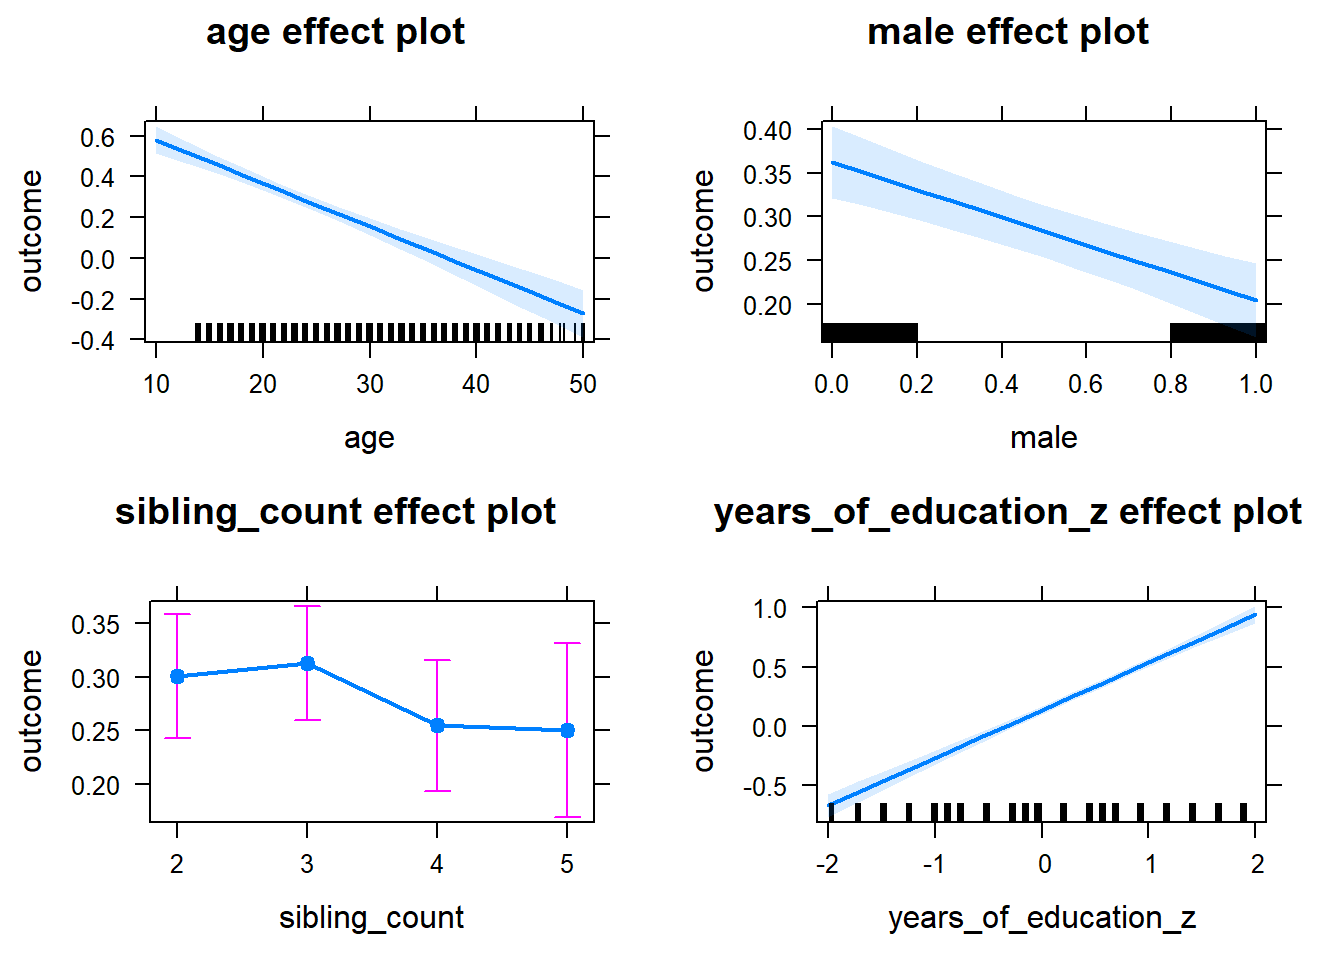 age effect plot
outcome
0.6
0.4
0.2
0.0
-0.2
-0.4
10 20 30 40 50
age
male effect plot
outcome
0.40
0.35
0.30
0.25
0.20
0.0 0.2 0.4 0.6 0.8 1.0
male
sibling_count effect plot
outcome
0.35
0.30
0.25
0.20
2 3 4 5
sibling_count
years_of_education_z effect plot
outcome
1.0
0.5
0.0
-0.5
-2 -1 0 1 2
years_of_education_z